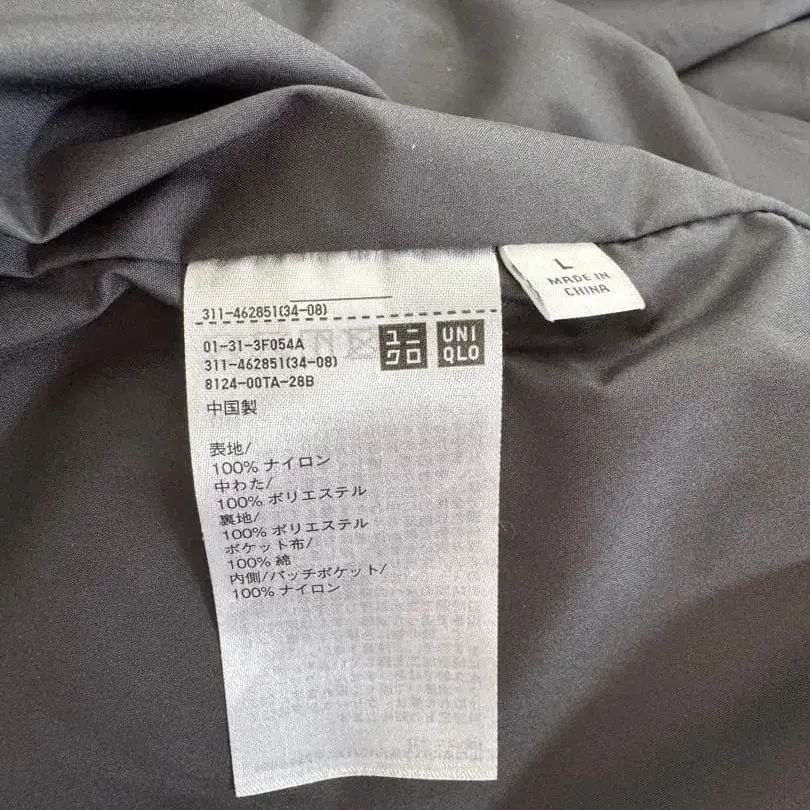 311-462851(34-08)
01-31-3F054A
311-462851(34-08)
8124-00TA-28B
ユニ
クロ
UNI
QLO
中国製
表地/
100% ナイロン
中わた/
100% ポリエステル
裏地/
100% ポリエステル
ポケット布/
100% 綿
内側/パッチポケット/
100% ナイロン
L
MADE IN
CHINA